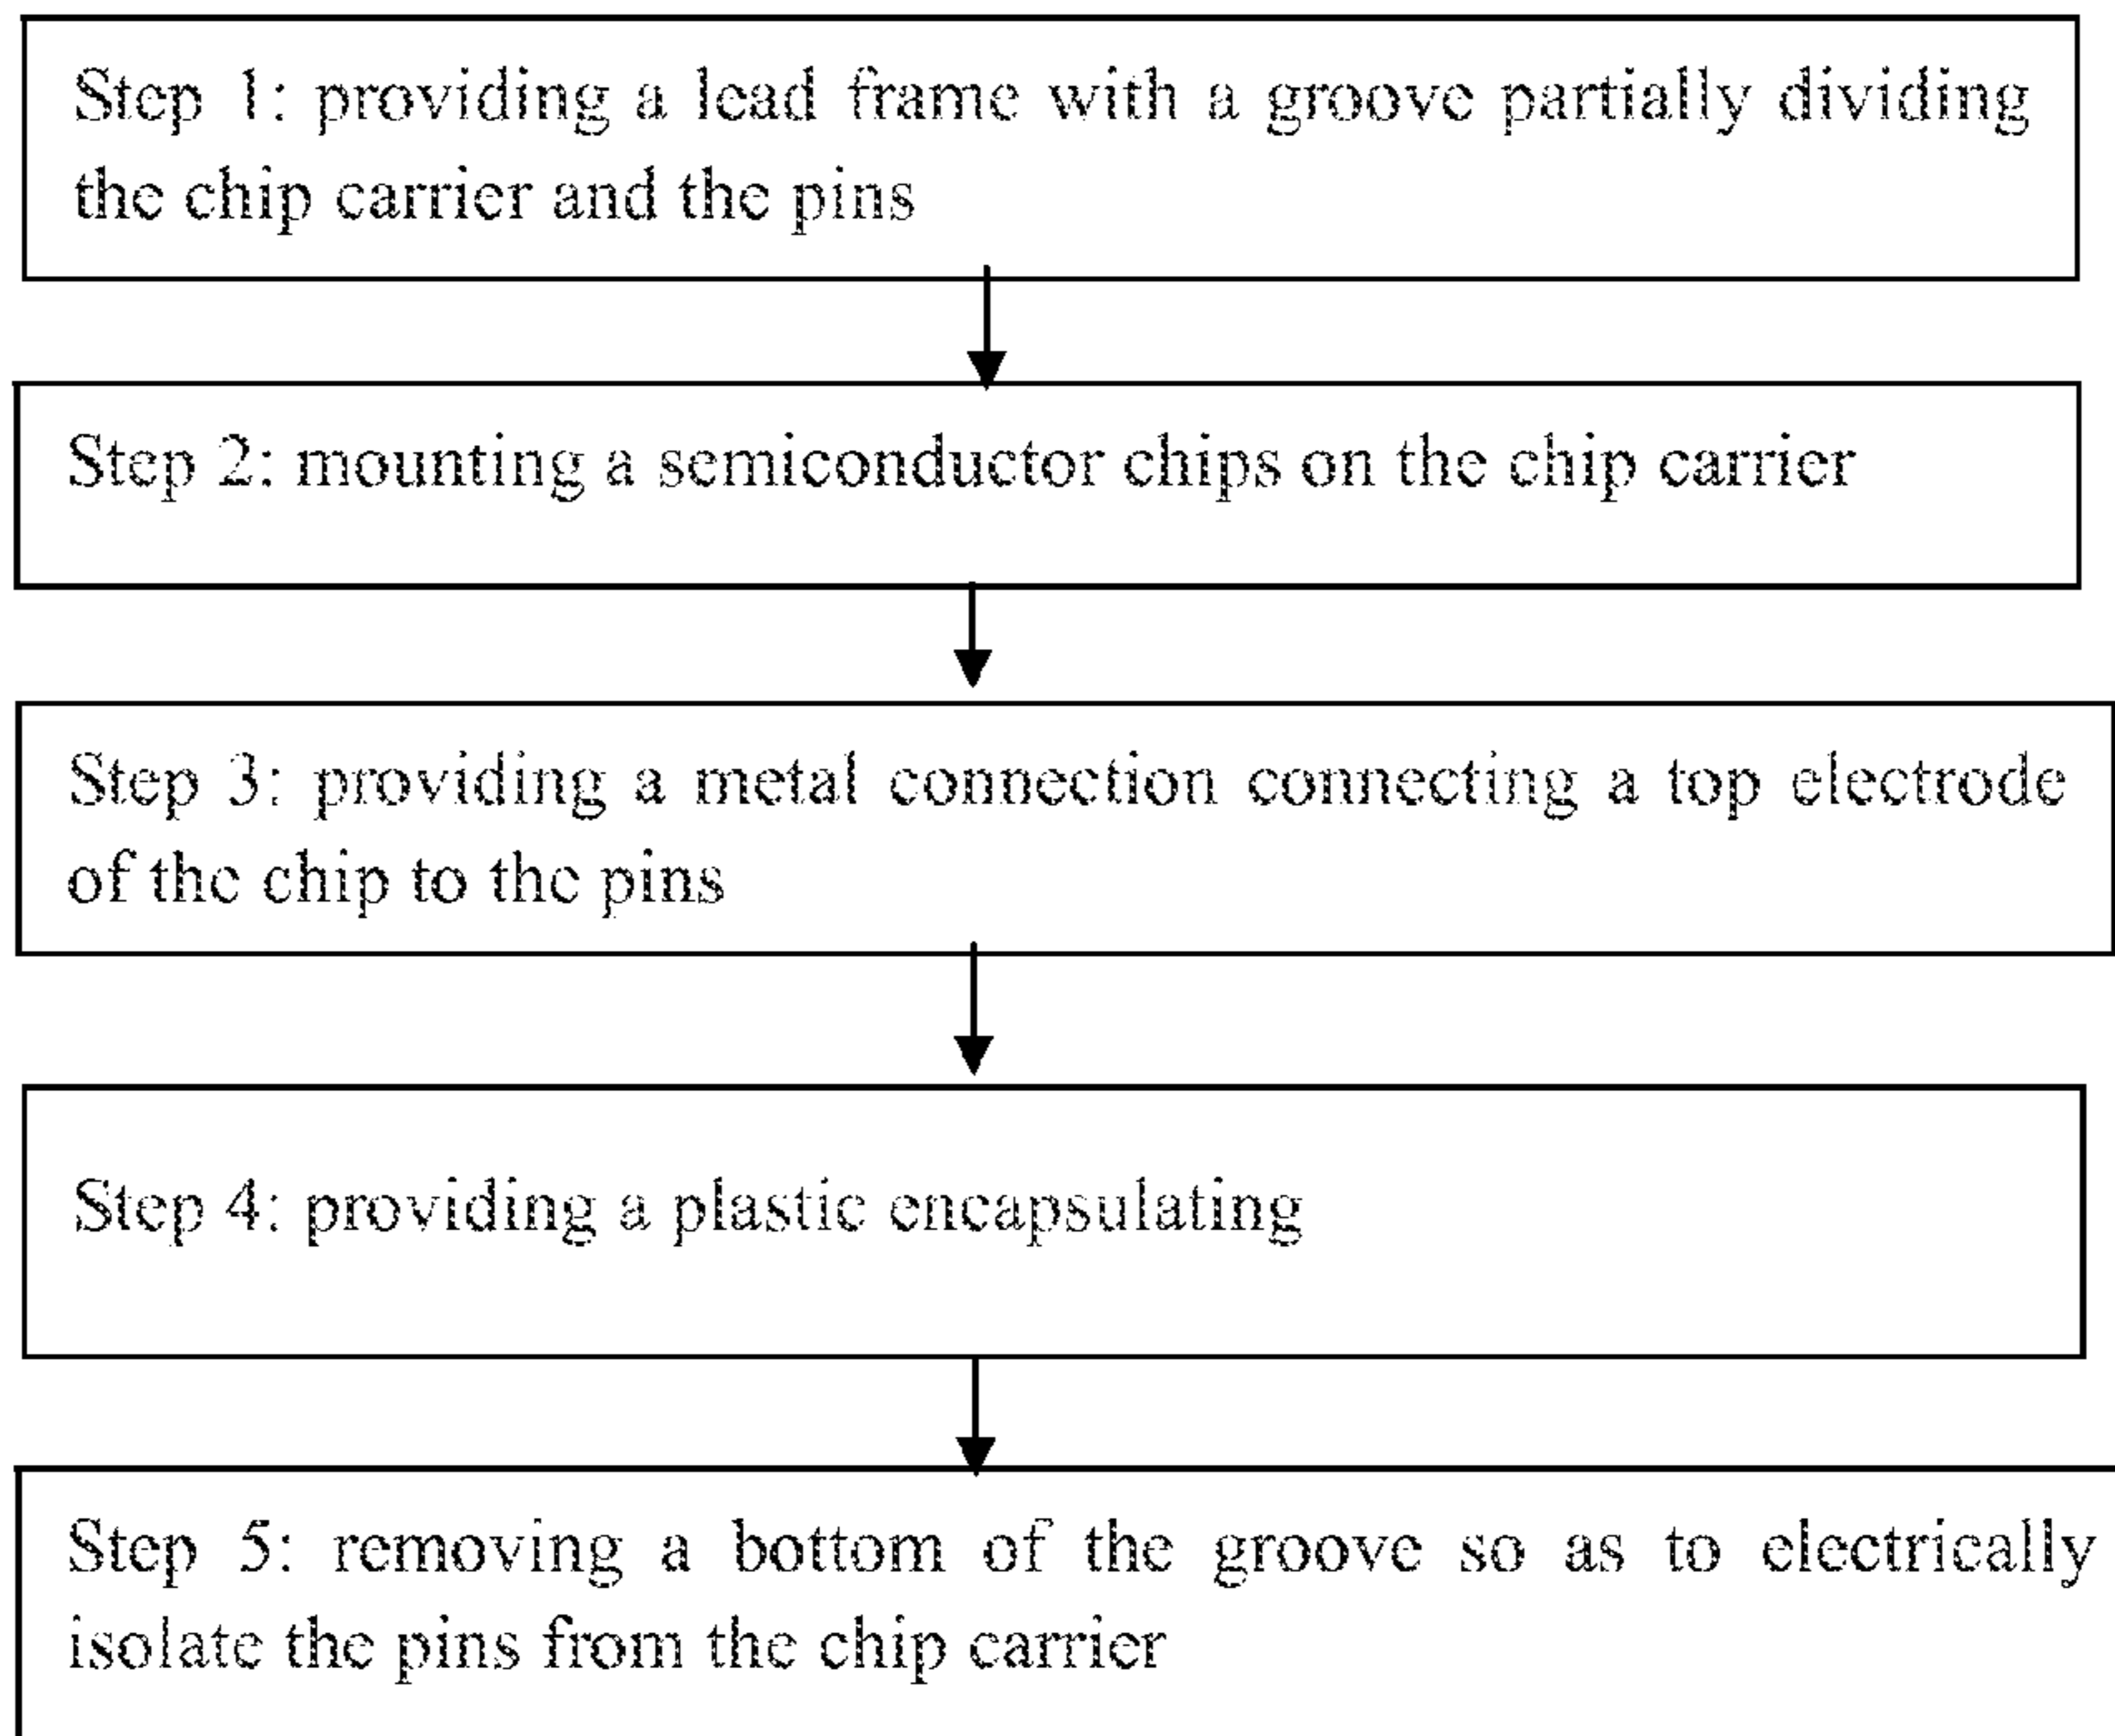 Step 1: providing a lead frame with a groove partially dividing
the chip carrier and the pins
Step 2: mounting a semiconductor chips on the chip carrier
Step 3: providing a metal connection connecting a top electrode
of the chip to the pins
Step 4: providing a plastic encapsulating
Step 5: removing a bottom of the groove so as to electrically
isolate the pins from the chip carrier